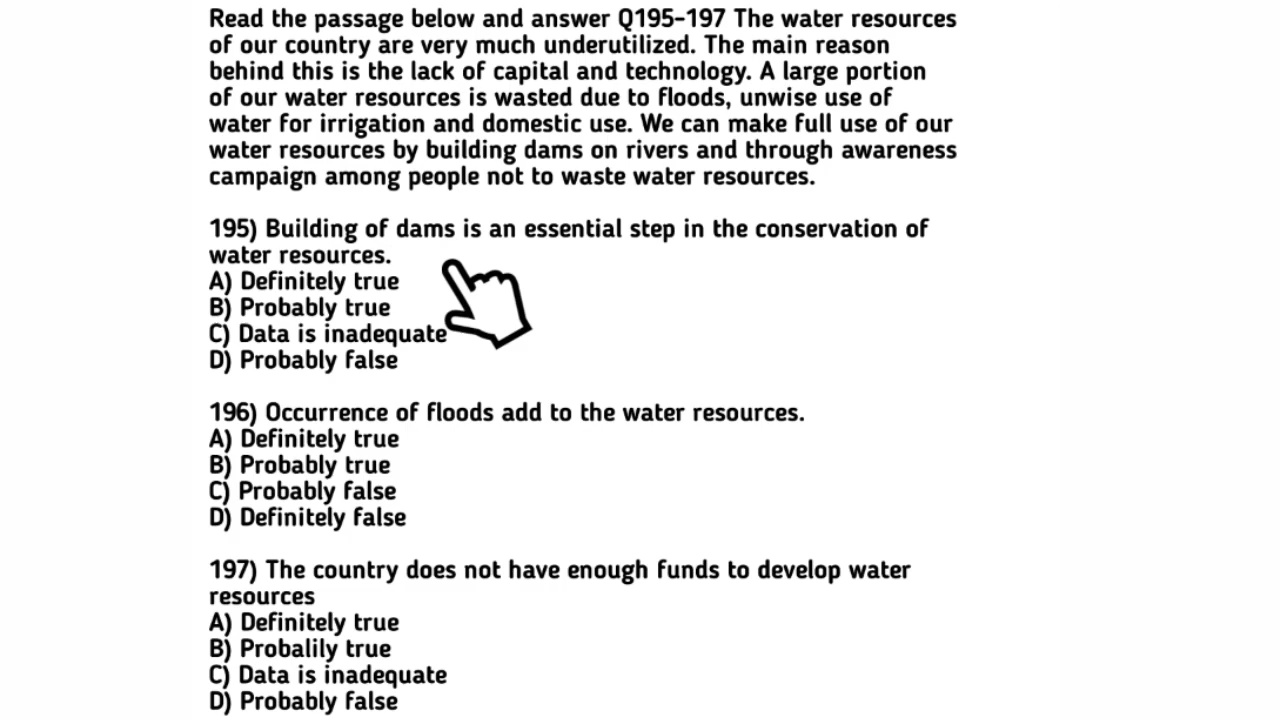 Read the passage below and answer Q195-197 The water resources
of our country are very much underutilized. The main reason
behind this is the lack of capital and technology. A large portion
of our water resources is wasted due to floods, unwise use of
water for irrigation and domestic use. We can make full use of our
water resources by building dams on rivers and through awareness
campaign among people not to waste water resources.
195) Building of dams is an essential step in the conservation of
water resources.
A) Definitely true
B) Probably true
C) Data is inadequate
D) Probably false
196) Occurrence of floods add to the water resources.
A) Definitely true
B) Probably true
C) Probably false
D) Definitely false
197) The country does not have enough funds to develop water
resources
A) Definitely true
B) Probalily true
C) Data is inadequate
D) Probably false